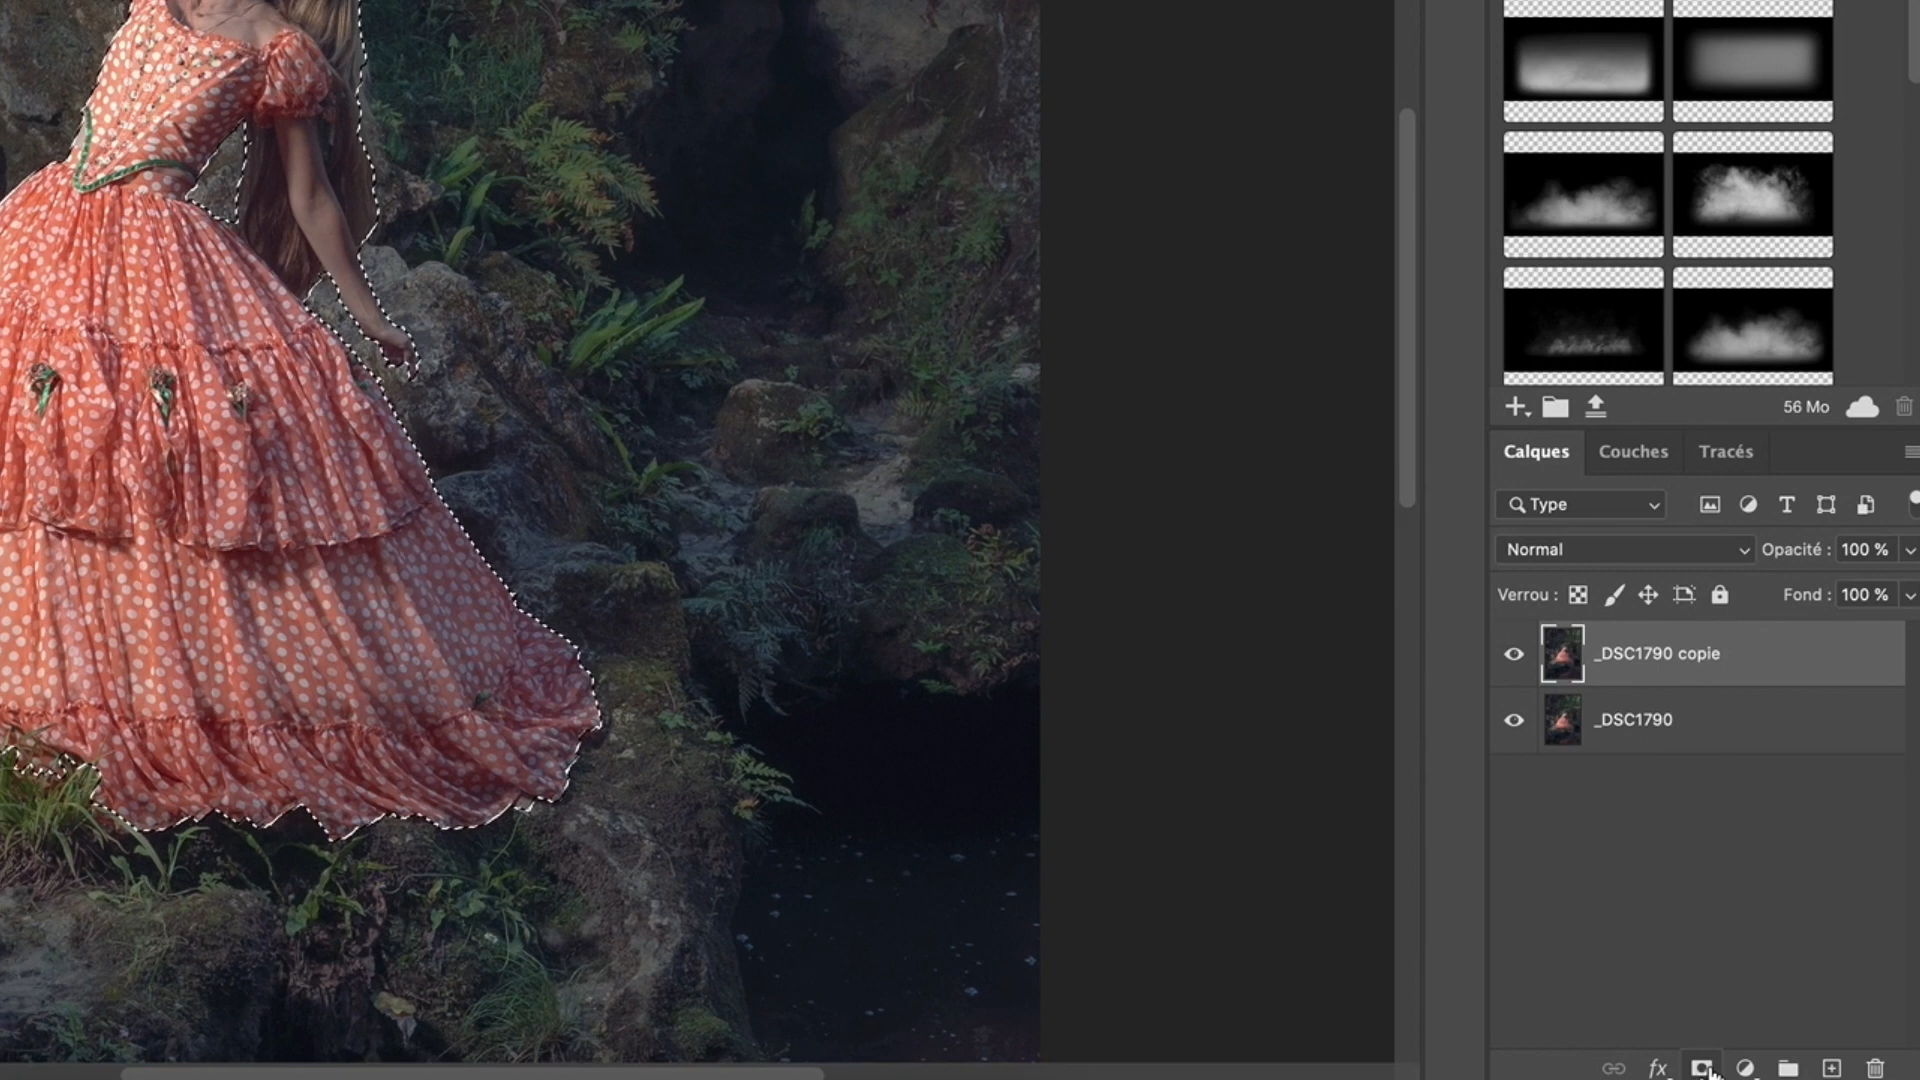 56 Mo
Calques Couches Tracés
Type
Normal Opacité : 100 %
Verrou : Fond : 100 %
_DSC1790 copie
_DSC1790
fx